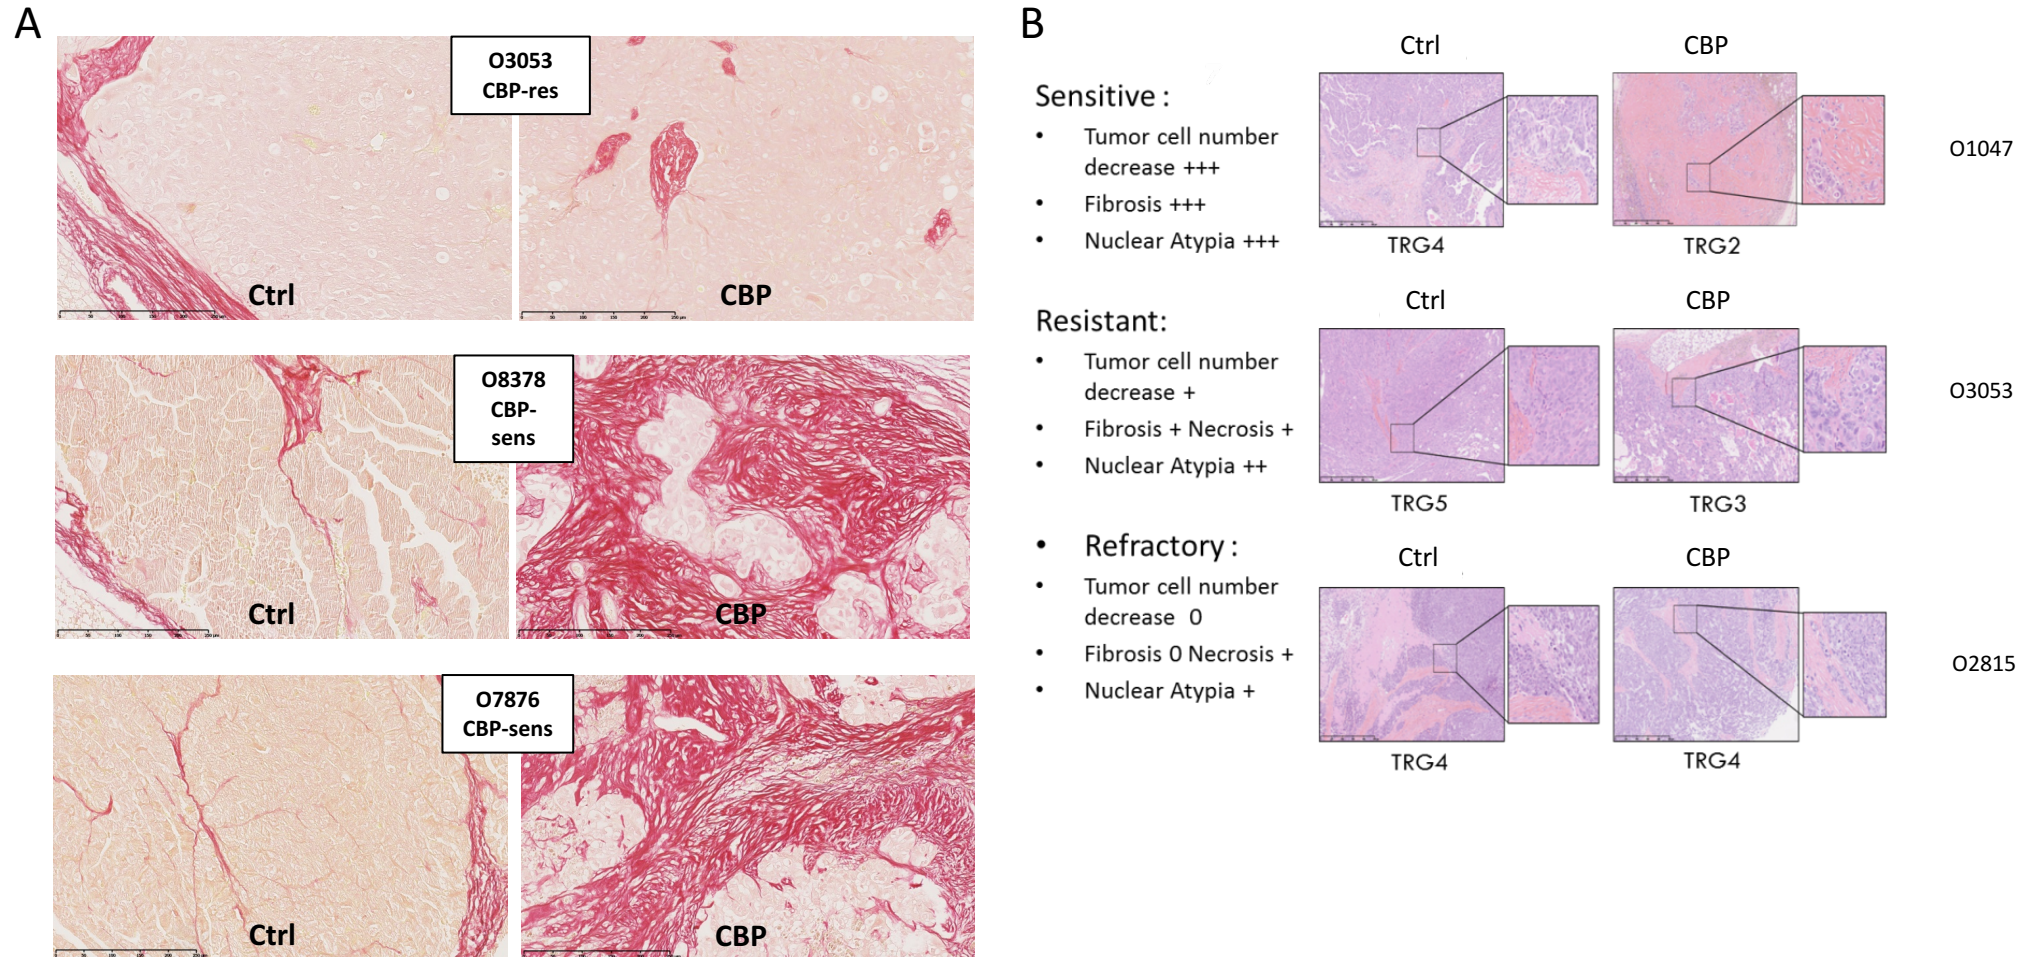 A
O3053
CBP-res
Ctrl
CBP
O8378
CBP-
sens
Ctrl
CBP
O7876
CBP-sens
Ctrl
CBP
B
Ctrl
CBP
Sensitive :
• Tumor cell number
decrease +++
• Fibrosis +++
• Nuclear Atypia +++
TRG4
TRG2
O1047
Ctrl
CBP
Resistant:
• Tumor cell number
decrease +
• Fibrosis + Necrosis +
• Nuclear Atypia ++
TRG5
TRG3
O3053
• Refractory :
Ctrl
CBP
• Tumor cell number
decrease 0
• Fibrosis 0 Necrosis +
• Nuclear Atypia +
TRG4
TRG4
O2815